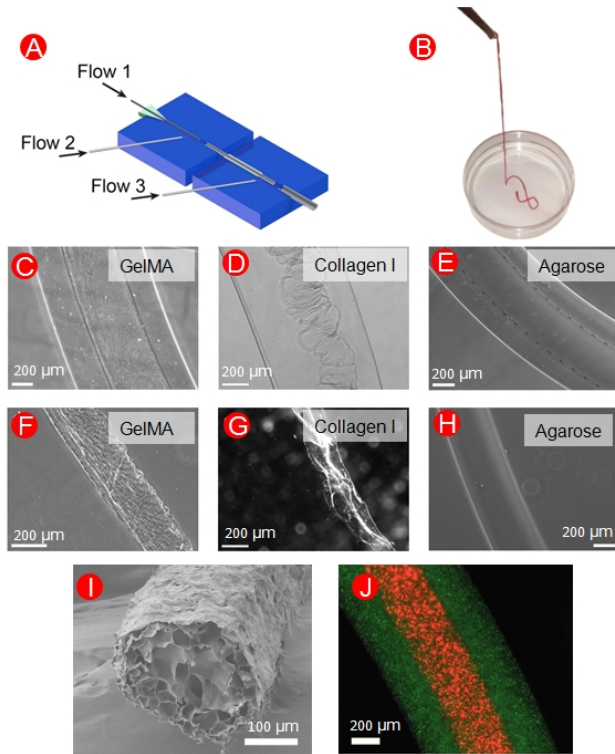 A
B
Flow 1
Flow 2
Flow 3
C
GelMA
200 µm
D
Collagen I
200 µm
E
Agarose
200 µm
F
GelMA
200 µm
G
Collagen I
200 µm
H
Agarose
200 µm
I
100 µm
J
200 µm